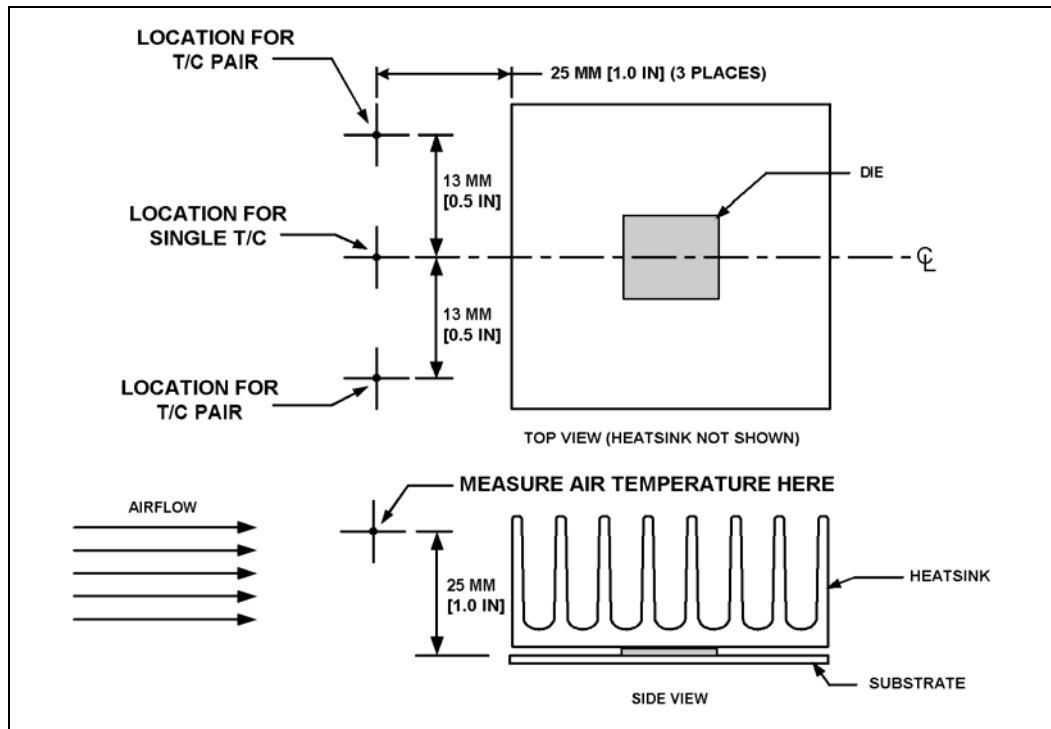 LOCATION FOR
T/C PAIR
25 MM [1.0 IN] (3 PLACES)
13 MM
[0.5 IN]
DIE
LOCATION FOR
SINGLE T/C
℄
13 MM
[0.5 IN]
LOCATION FOR
T/C PAIR
TOP VIEW (HEATSINK NOT SHOWN)
MEASURE AIR TEMPERATURE HERE
AIRFLOW
25 MM
[1.0 IN]
HEATSINK
SUBSTRATE
SIDE VIEW